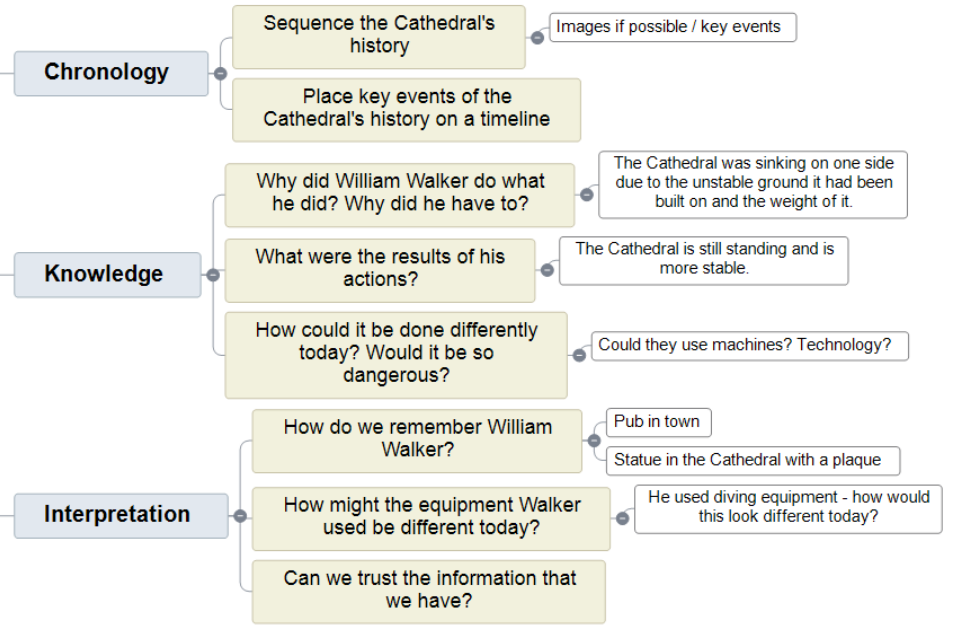 Chronology
Sequence the Cathedral's
history
Images if possible / key events
Place key events of the
Cathedral's history on a timeline
Knowledge
Why did William Walker do what
he did? Why did he have to?
The Cathedral was sinking on one side
due to the unstable ground it had been
built on and the weight of it.
What were the results of his
actions?
The Cathedral is still standing and is
more stable.
How could it be done differently
today? Would it be so
dangerous?
Could they use machines? Technology?
Interpretation
How do we remember William
Walker?
Pub in town
Statue in the Cathedral with a plaque
How might the equipment Walker
used be different today?
He used diving equipment - how would
this look different today?
Can we trust the information that
we have?